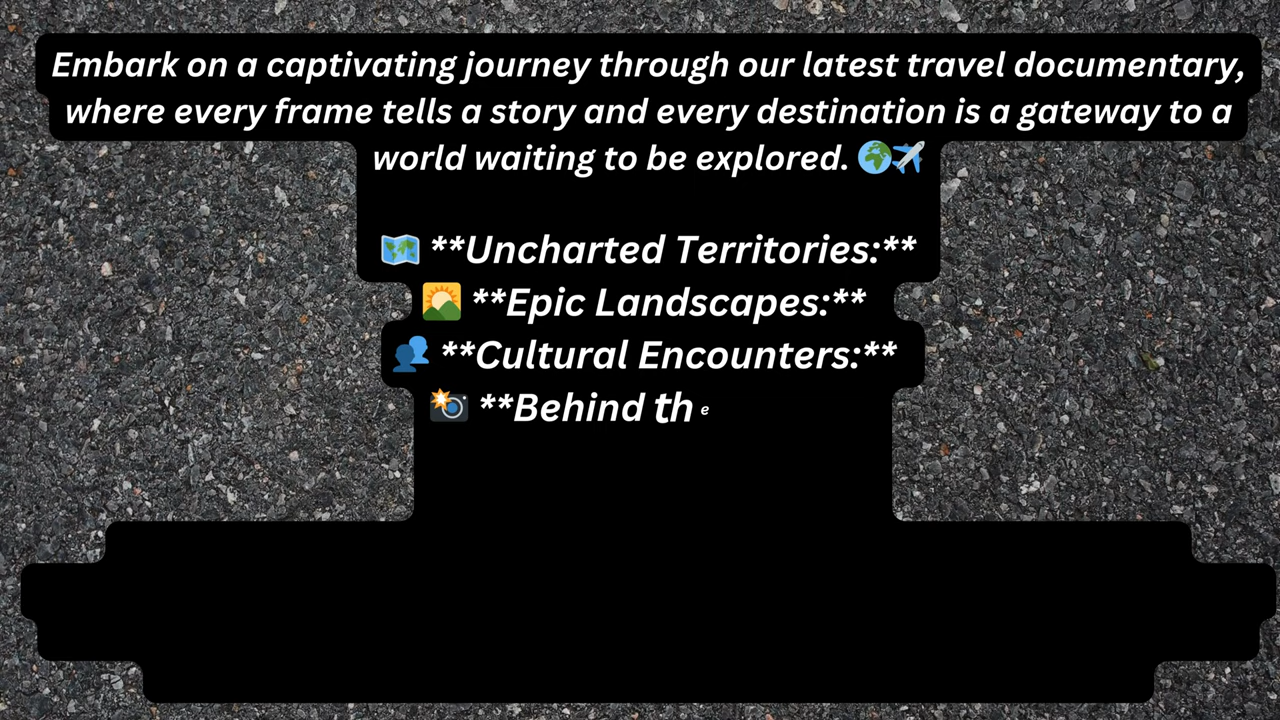 Embark on a captivating journey through our latest travel documentary,
where every frame tells a story and every destination is a gateway to a
world waiting to be explored. 🌍✈️
🗺️ **Uncharted Territories:**
🌄 **Epic Landscapes:**
👥 **Cultural Encounters:**
📸 **Behind the